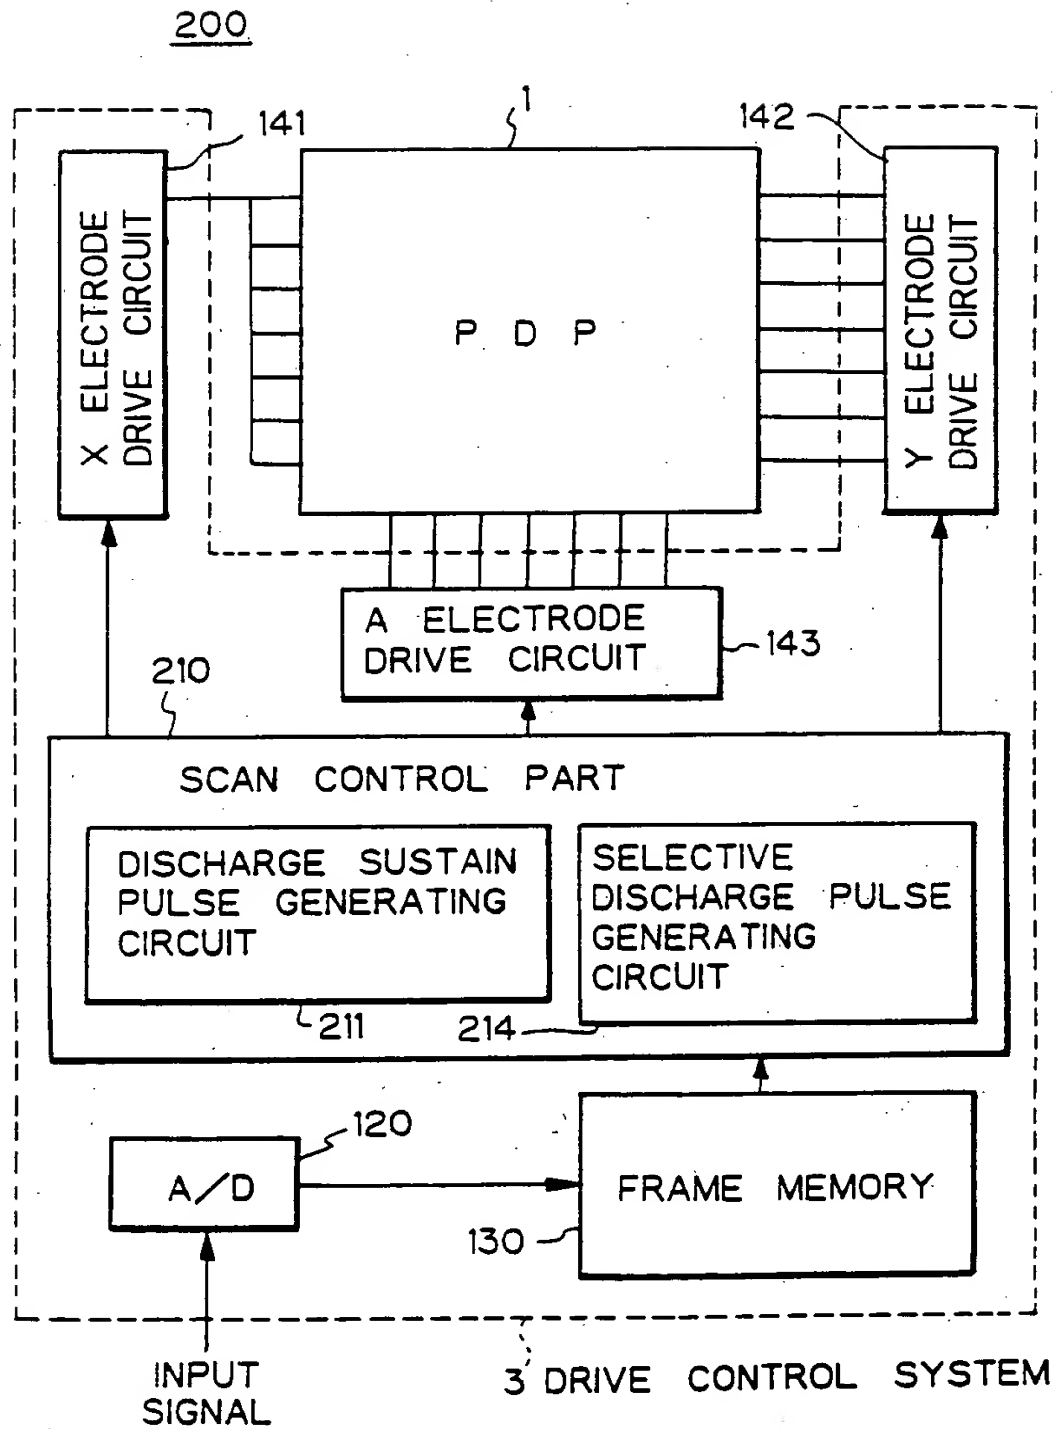 200
141
1
142
X ELECTRODE
DRIVE CIRCUIT
P D P
Y ELECTRODE
DRIVE CIRCUIT
A ELECTRODE
DRIVE CIRCUIT
143
210
SCAN CONTROL PART
DISCHARGE SUSTAIN
PULSE GENERATING
CIRCUIT
211
SELECTIVE
DISCHARGE PULSE
GENERATING
CIRCUIT
214
120
A/D
FRAME MEMORY
130
INPUT
SIGNAL
3 DRIVE CONTROL SYSTEM